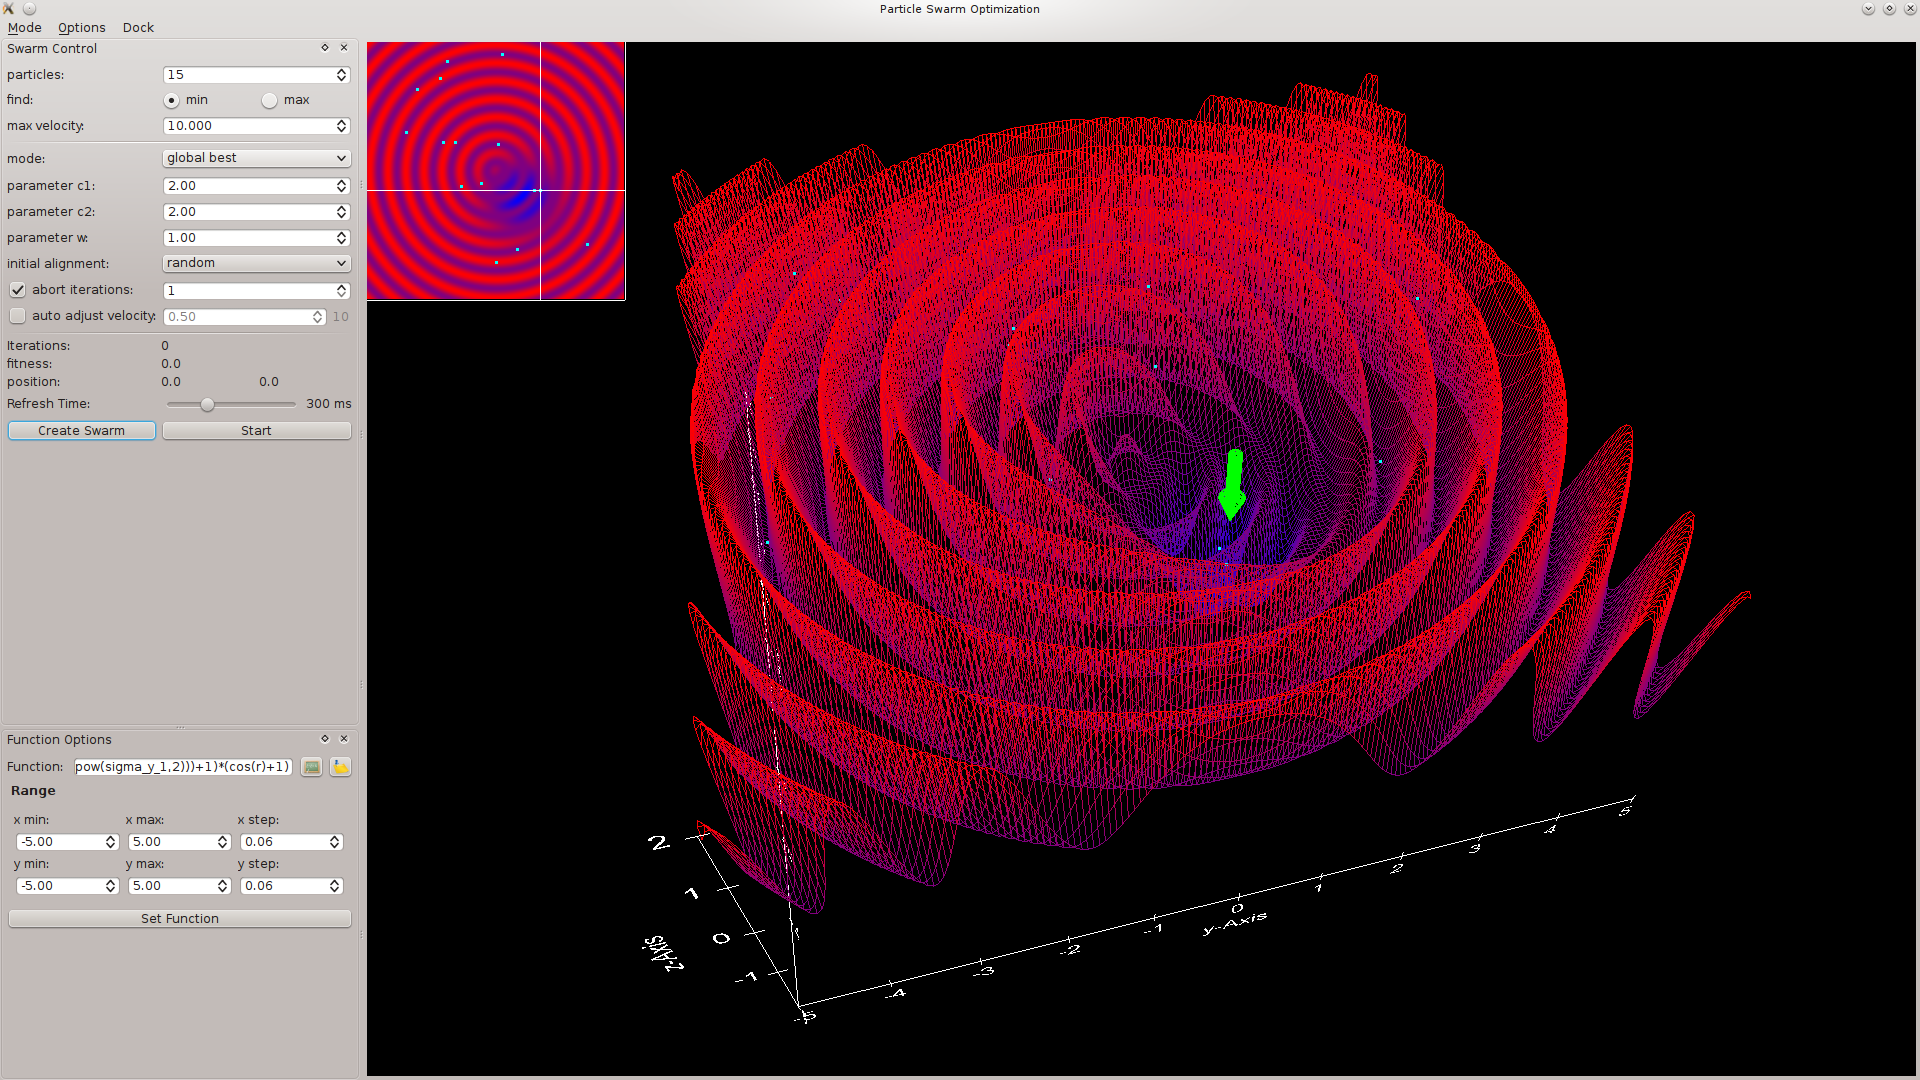 Particle Swarm Optimization
Mode Options Dock
Swarm Control
particles: 15
find: min max
max velocity: 10.000
mode: global best
parameter c1: 2.00
parameter c2: 2.00
parameter w: 1.00
initial alignment: random
abort iterations: 1
auto adjust velocity: 0.50 10
Iterations: 0
fitness: 0.0
position: 0.0 0.0
Refresh Time: 300 ms
Create Swarm Start
Function Options
Function: pow(sigma_y_1,2)))+1)*(cos(r)+1)
Range
x min: x max: x step:
-5.00 5.00 0.06
y min: y max: y step:
-5.00 5.00 0.06
Set Function
2
1
0
-1
z-Axis
-5 -4 -3 -2 -1 0 1 2 3 4 5
y-Axis